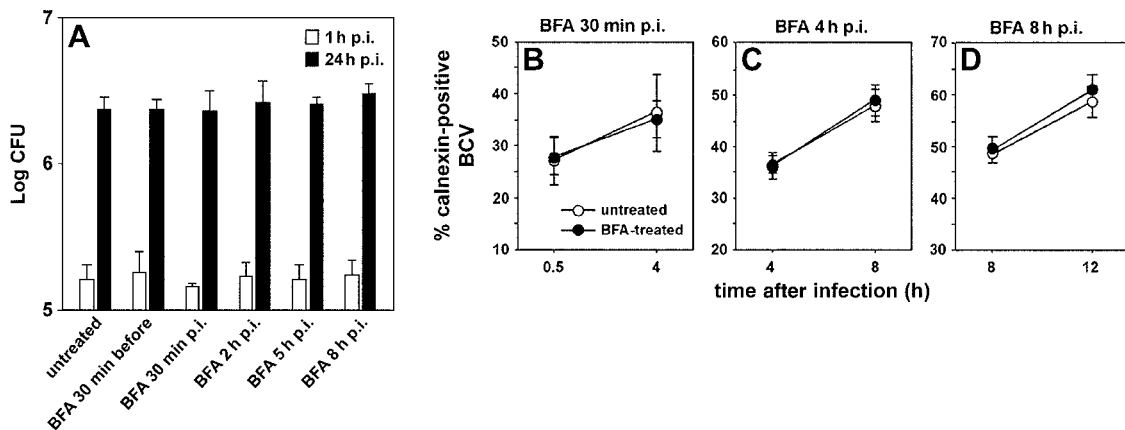 A
7
6
5
Log CFU
1 h p.i.
24 h p.i.
untreated
BFA 30 min before
BFA 30 min p.i.
BFA 2 h p.i.
BFA 5 h p.i.
BFA 8 h p.i.
BFA 30 min p.i.
B
50
40
30
20
10
% calnexin-positive
BCV
untreated
BFA-treated
0.5
4
BFA 4 h p.i.
C
60
50
40
30
20
4
8
BFA 8 h p.i.
D
70
60
50
40
30
8
12
time after infection (h)